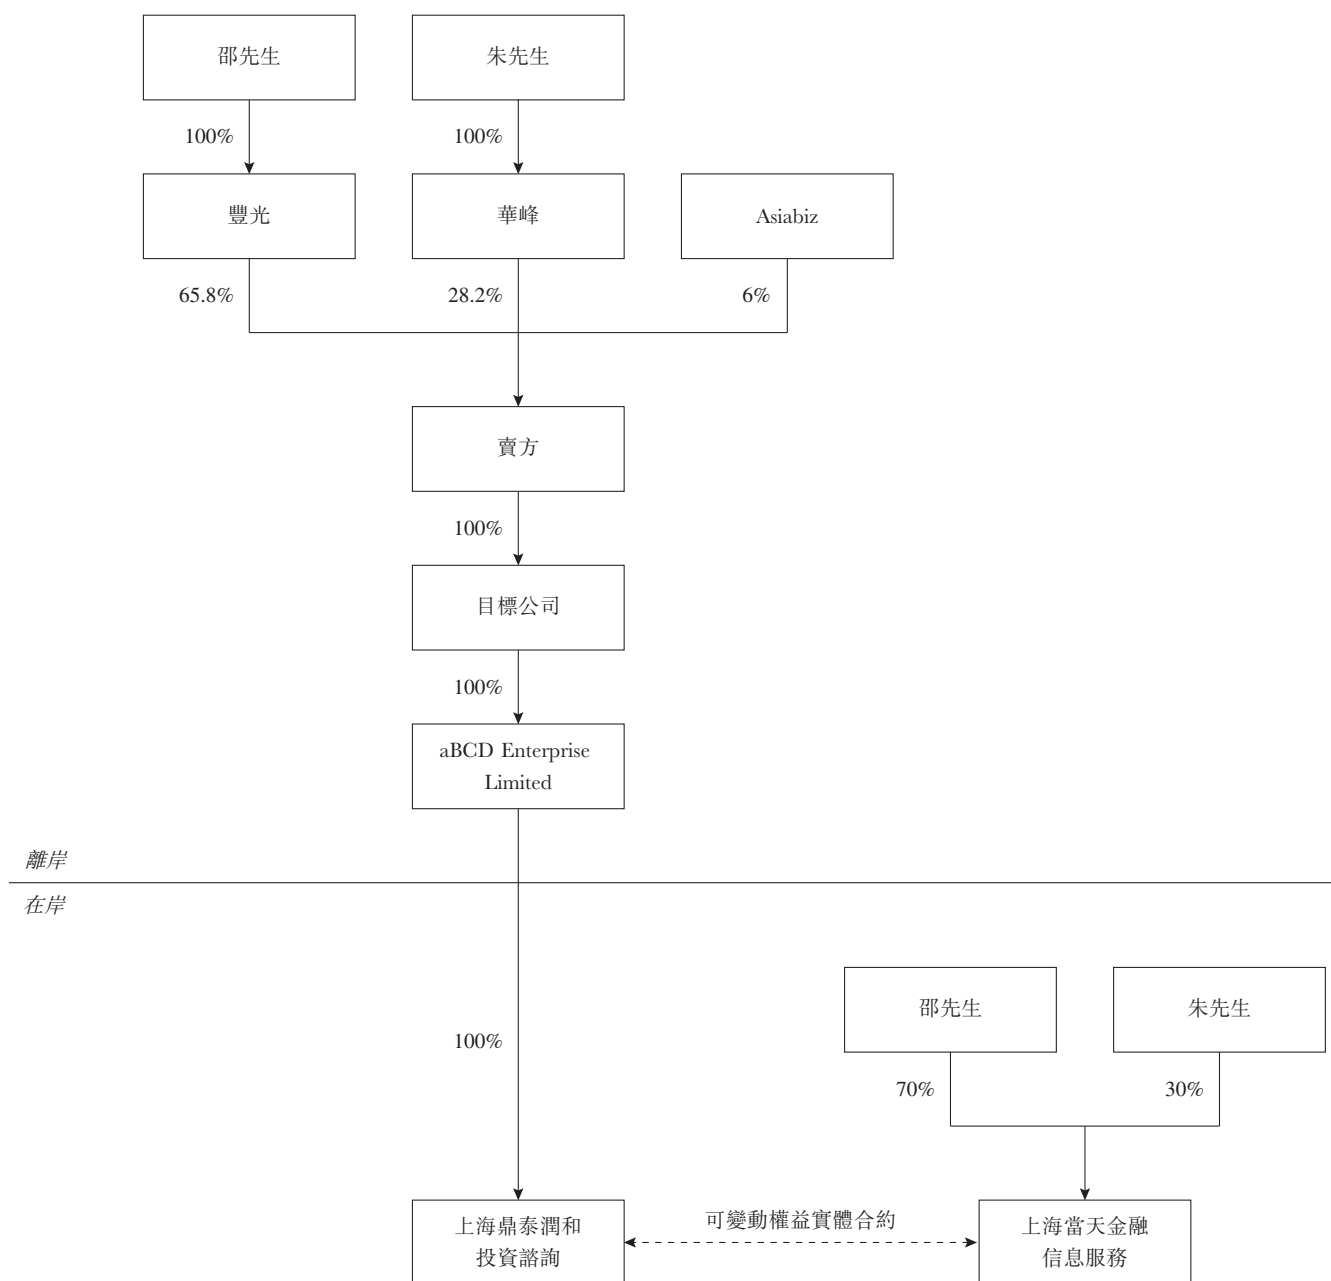 邵先生
朱先生
100%
100%
豐光
華峰
Asiabiz
65.8%
28.2%
6%
賣方
100%
目標公司
100%
aBCD Enterprise
Limited
離岸
在岸
邵先生
朱先生
100%
70%
30%
上海鼎泰潤和
投資諮詢
可變動權益實體合約
上海當天金融
信息服務